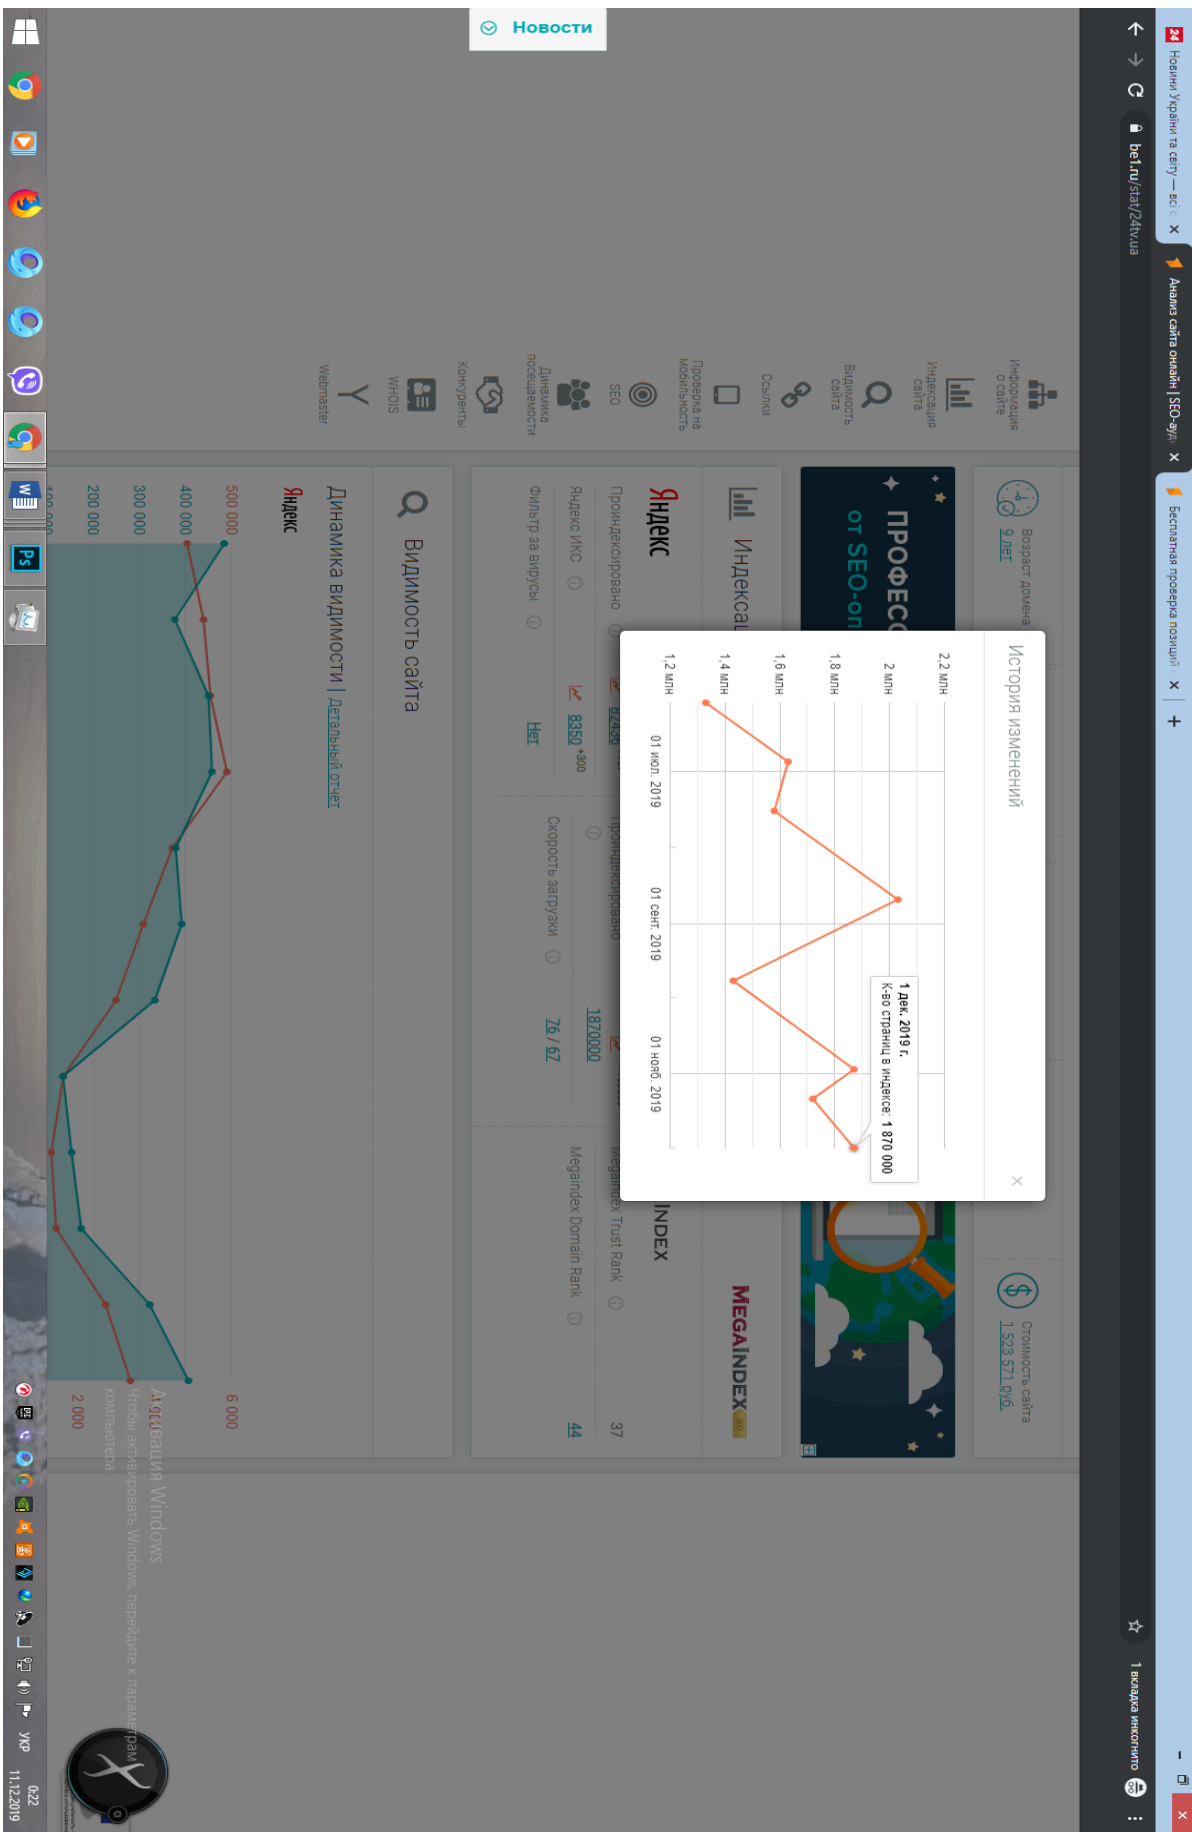 Новини України та світу — всі
Анализ сайта онлайн | SEO-ауд
Бесплатная проверка позиций
be1.ru/stat/24tv.ua
1 вкладка инкогнито
Новости
Информация
о сайте
Индексация
сайта
Видимость
сайта
Ссылки
Проверка на
мобильность
SEO
Динамика
посещаемости
Конкуренты
WHOIS
Webmaster
Возраст домена
9 лет
Стоимость сайта
1 523 571 руб.
ПРОФЕСС
от SEO-оп
История изменений
2,2 млн
2 млн
1,8 млн
1,6 млн
1,4 млн
1,2 млн
01 июл. 2019
01 сент. 2019
01 нояб. 2019
1 дек. 2019 г.
К-во страниц в индексе: 1 870 000
Индексац
MEGAINDEX
Яндекс
INDEX
Проиндексировано
Проиндексировано
1870000
Megaindex Trust Rank
37
Яндекс ИКС
8350 +300
Скорость загрузки
76 / 67
Megaindex Domain Rank
44
Фильтр за вирусы
Нет
Видимость сайта
Динамика видимости | Детальный отчет
Яндекс
500 000
400 000
300 000
200 000
100 000
6 000
4 000
2 000
Активация Windows
Чтобы активировать Windows, перейдите к параметрам
компьютера.
УКР
0:22
11.12.2019